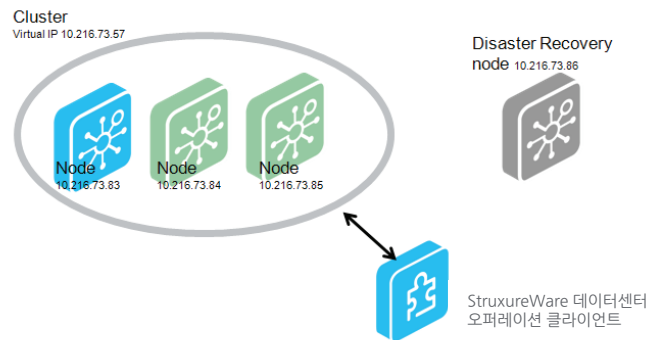 Cluster
Virtual IP 10.216.73.57
Disaster Recovery
node 10.216.73.86
Node
10.216.73.83
Node
10.216.73.84
Node
10.216.73.85
StruxureWare 데이터센터
오퍼레이션 클라이언트